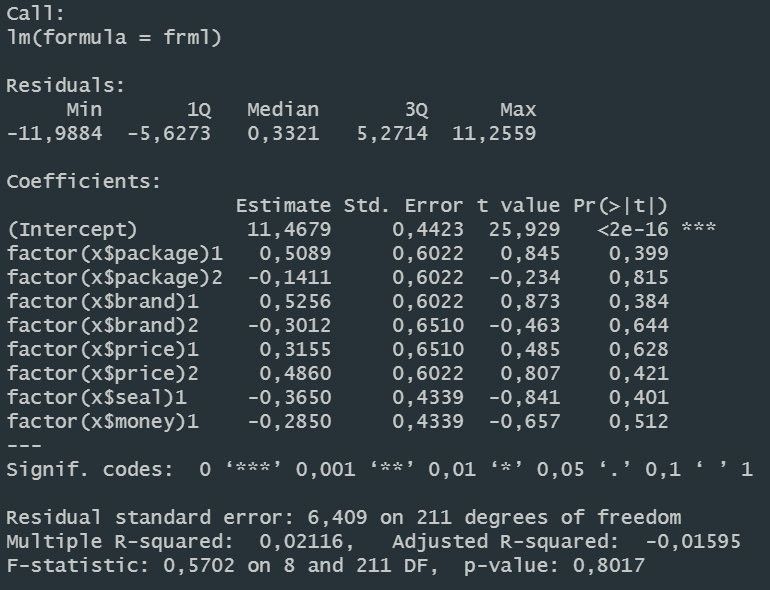 Call:
lm(formula = frml)
Residuals:
     Min       1Q   Median       3Q      Max
-11,9884  -5,6273   0,3321   5,2714  11,2559
Coefficients:
                   Estimate Std. Error t value Pr(>|t|)
(Intercept)         11,4679     0,4423  25,929   <2e-16 ***
factor(x$package)1   0,5089     0,6022   0,845    0,399
factor(x$package)2  -0,1411     0,6022  -0,234    0,815
factor(x$brand)1     0,5256     0,6022   0,873    0,384
factor(x$brand)2    -0,3012     0,6510  -0,463    0,644
factor(x$price)1     0,3155     0,6510   0,485    0,628
factor(x$price)2     0,4860     0,6022   0,807    0,421
factor(x$seal)1     -0,3650     0,4339  -0,841    0,401
factor(x$money)1    -0,2850     0,4339  -0,657    0,512
---
Signif. codes:  0 ‘***’ 0,001 ‘**’ 0,01 ‘*’ 0,05 ‘.’ 0,1 ‘ ’ 1
Residual standard error: 6,409 on 211 degrees of freedom
Multiple R-squared:  0,02116,	Adjusted R-squared:  -0,01595
F-statistic: 0,5702 on 8 and 211 DF,  p-value: 0,8017